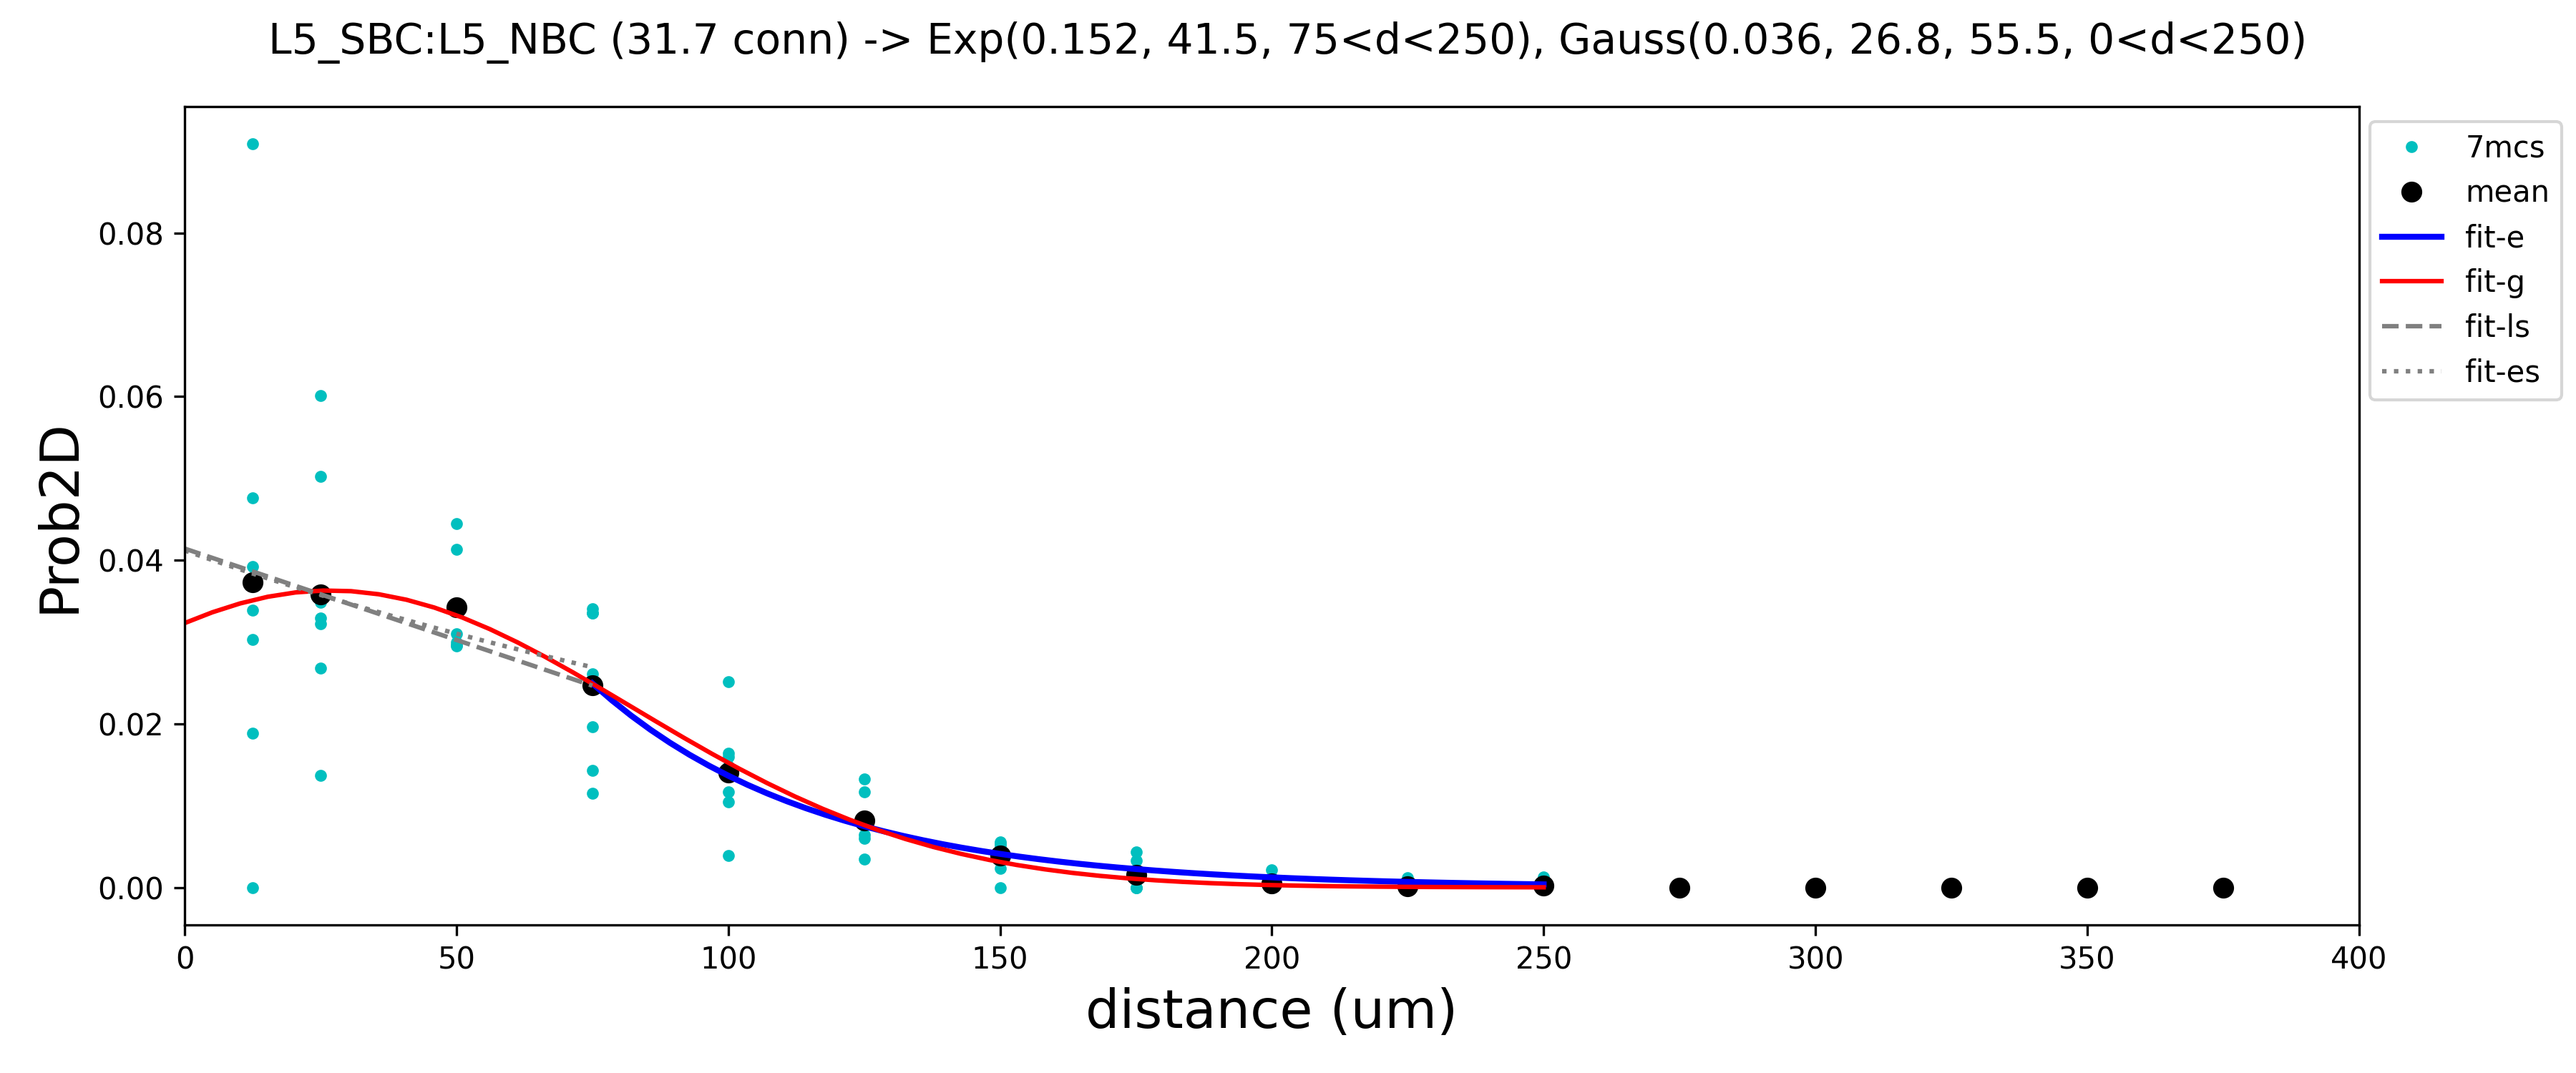 L5_SBC:L5_NBC (31.7 conn) -> Exp(0.152, 41.5, 75<d<250), Gauss(0.036, 26.8, 55.5, 0<d<250)
7mcs
mean
fit-e
fit-g
fit-ls
fit-es
Prob2D
0.08
0.06
0.04
0.02
0.00
0 50 100 150 200 250 300 350 400
distance (um)